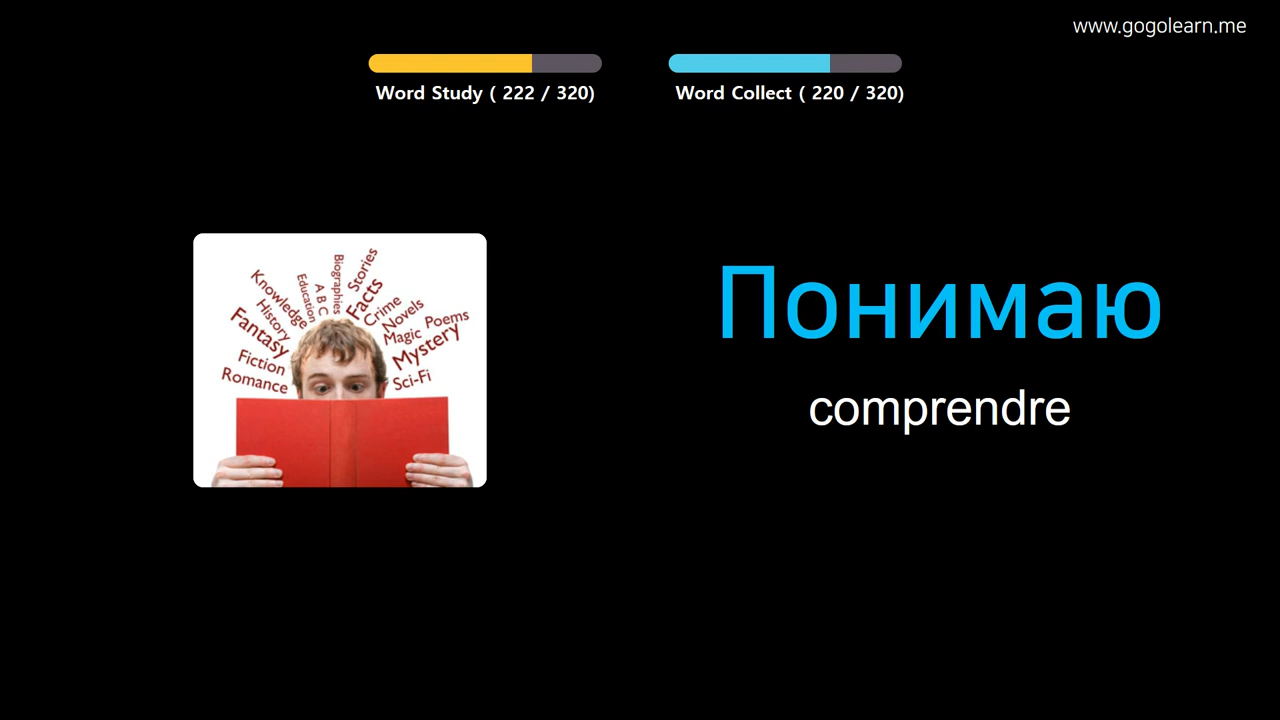 www.gogolearn.me
Word Study ( 222 / 320)
Word Collect ( 220 / 320)
Понимаю
comprendre
Knowledge
History
Fantasy
Fiction
Romance
Education
A B C
Biographies
Stories
Facts
Crime
Novels
Magic
Poems
Mystery
Sci-Fi